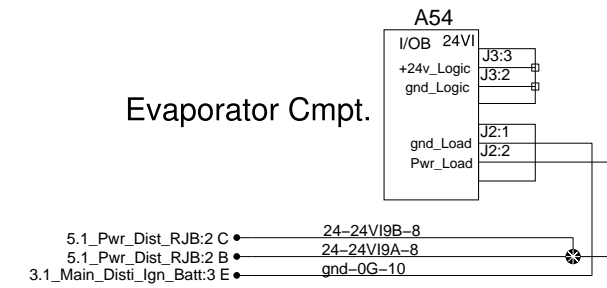 A54
I/OB 24VI
J3:3
+24v_Logic
J3:2
gnd_Logic
Evaporator Cmpt.
J2:1
gnd_Load
J2:2
Pwr_Load
24–24VI9B–8
5.1_Pwr_Dist_RJB:2 C
24–24VI9A–8
5.1_Pwr_Dist_RJB:2 B
gnd–0G–10
3.1_Main_Disti_Ign_Batt:3 E